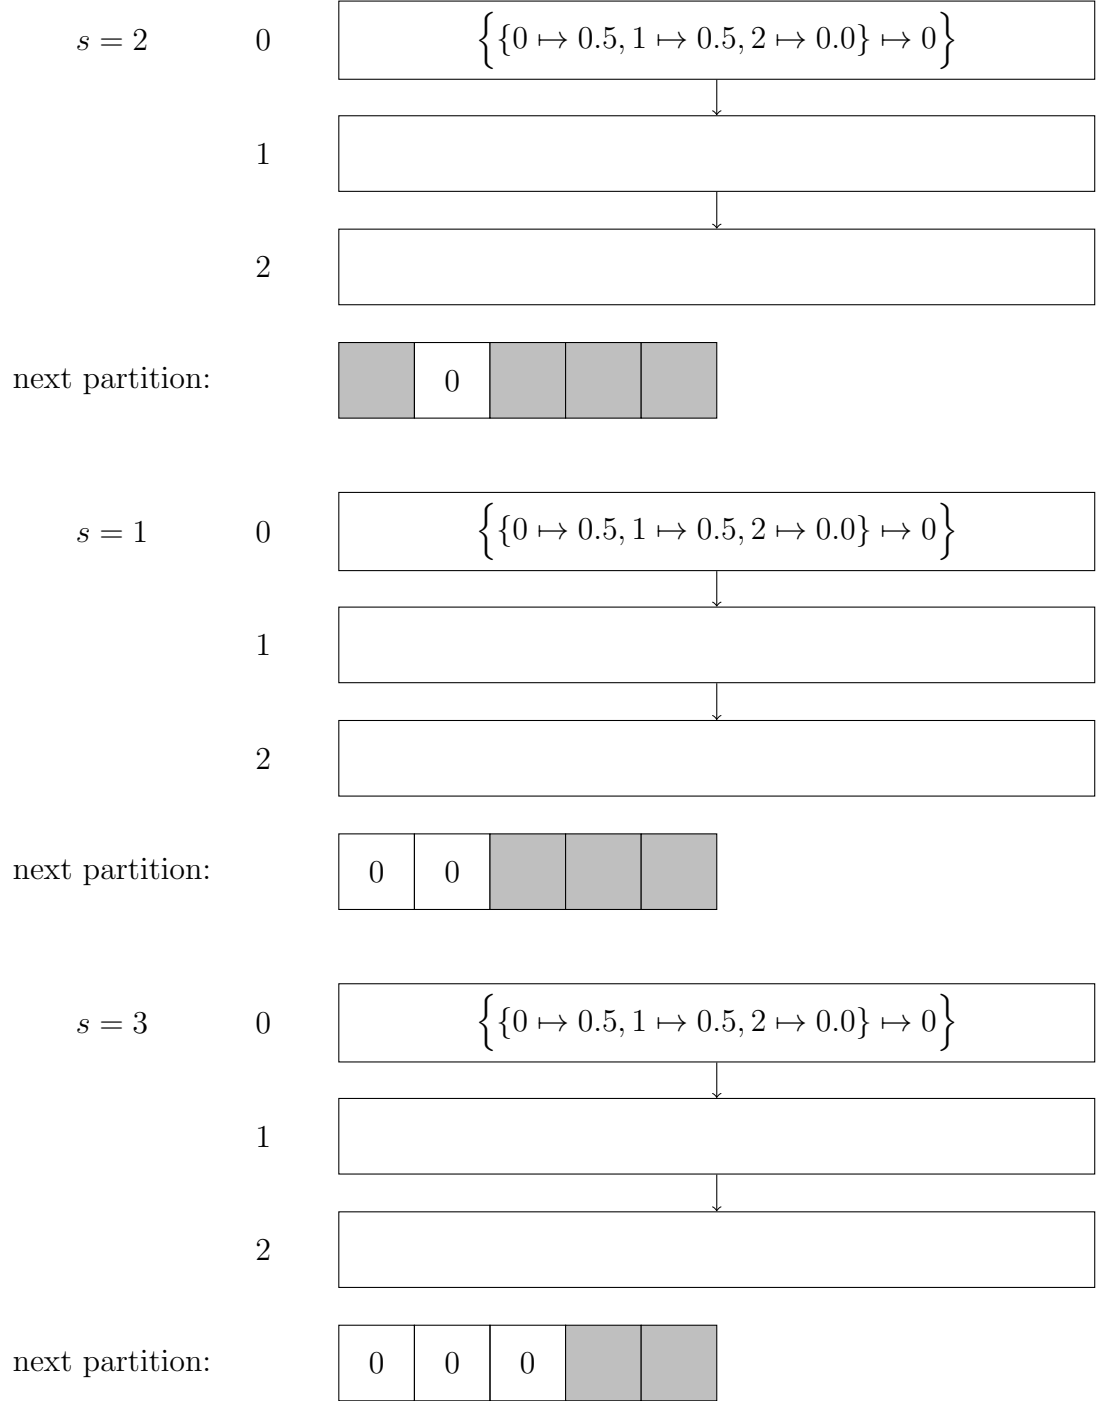 s = 2 0 {{0 ↦ 0.5, 1 ↦ 0.5, 2 ↦ 0.0} ↦ 0}
1
2
next partition: 0
s = 1 0 {{0 ↦ 0.5, 1 ↦ 0.5, 2 ↦ 0.0} ↦ 0}
1
2
next partition: 0 0
s = 3 0 {{0 ↦ 0.5, 1 ↦ 0.5, 2 ↦ 0.0} ↦ 0}
1
2
next partition: 0 0 0